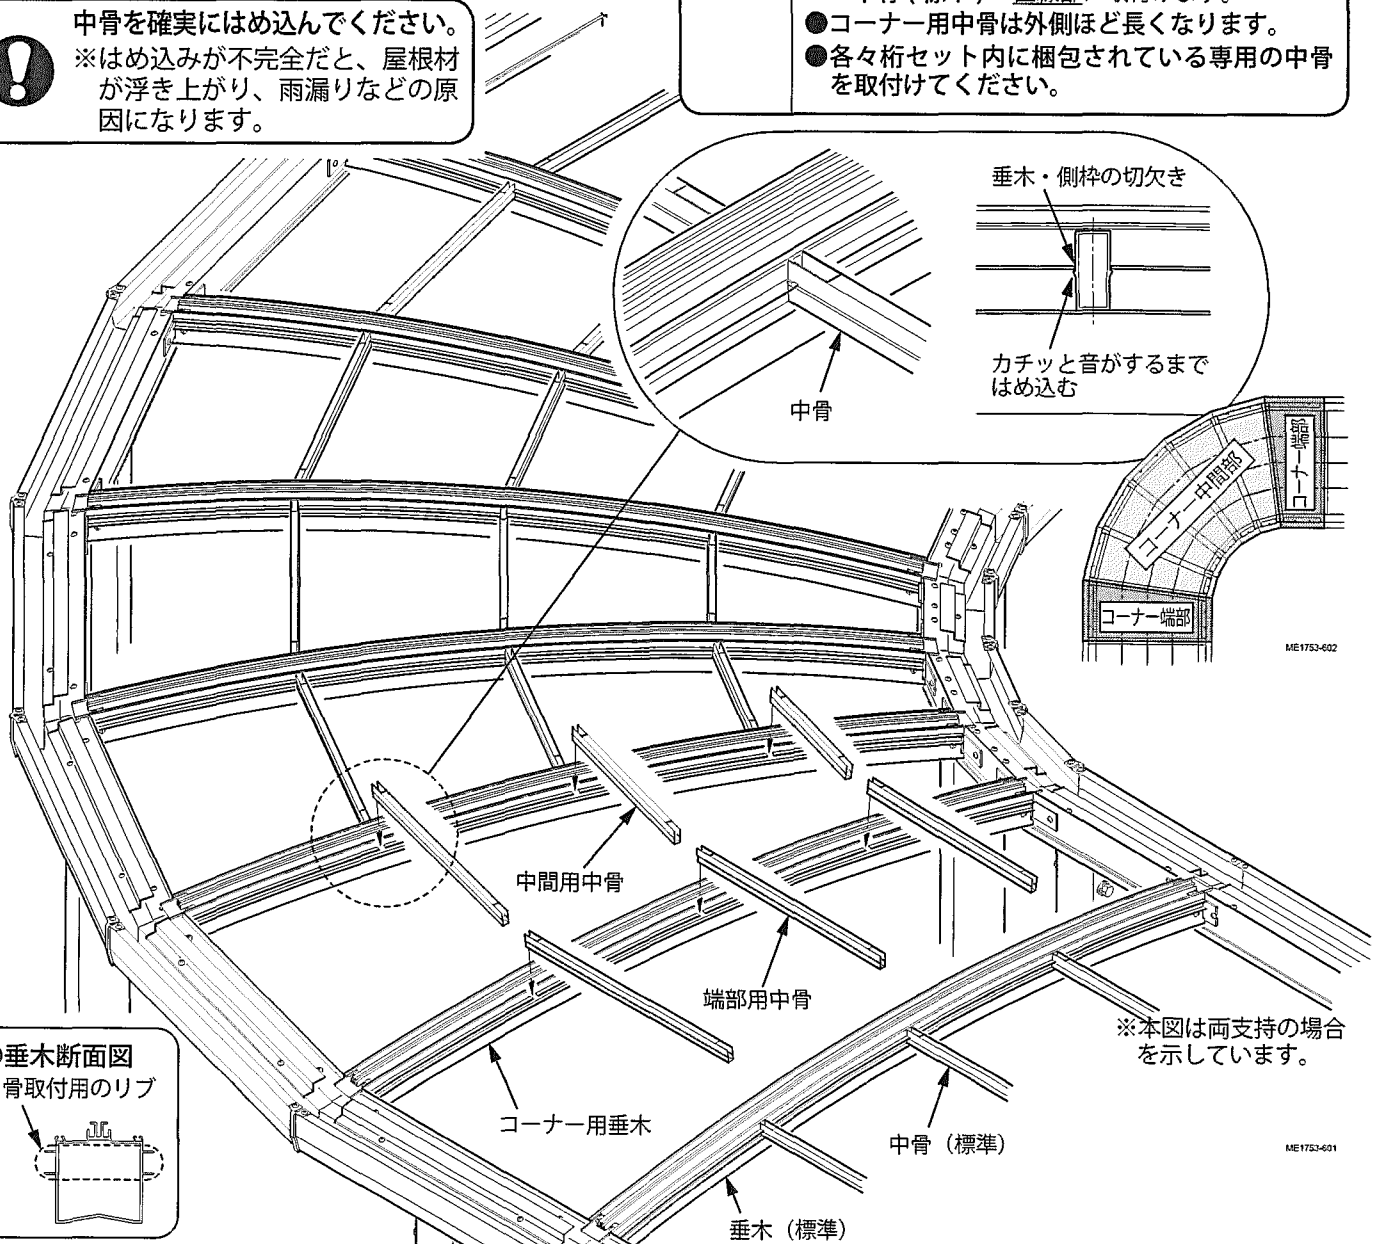 中骨を確実にはめ込んでください。
※はめ込みが不完全だと、屋根材
が浮き上がり、雨漏りなどの原
因になります。
●コーナー用中骨は外側ほど長くなります。
●各々桁セット内に梱包されている専用の中骨
を取付けてください。
垂木・側枠の切欠き
カチッと音がするまで
はめ込む
中骨
コーナー端部
コーナー中間部
コーナー端部
ME1753-602
中間用中骨
端部用中骨
※本図は両支持の場合
を示しています。
コーナー用垂木
中骨（標準）
垂木（標準）
ME1753-601
垂木断面図
骨取付用のリブ